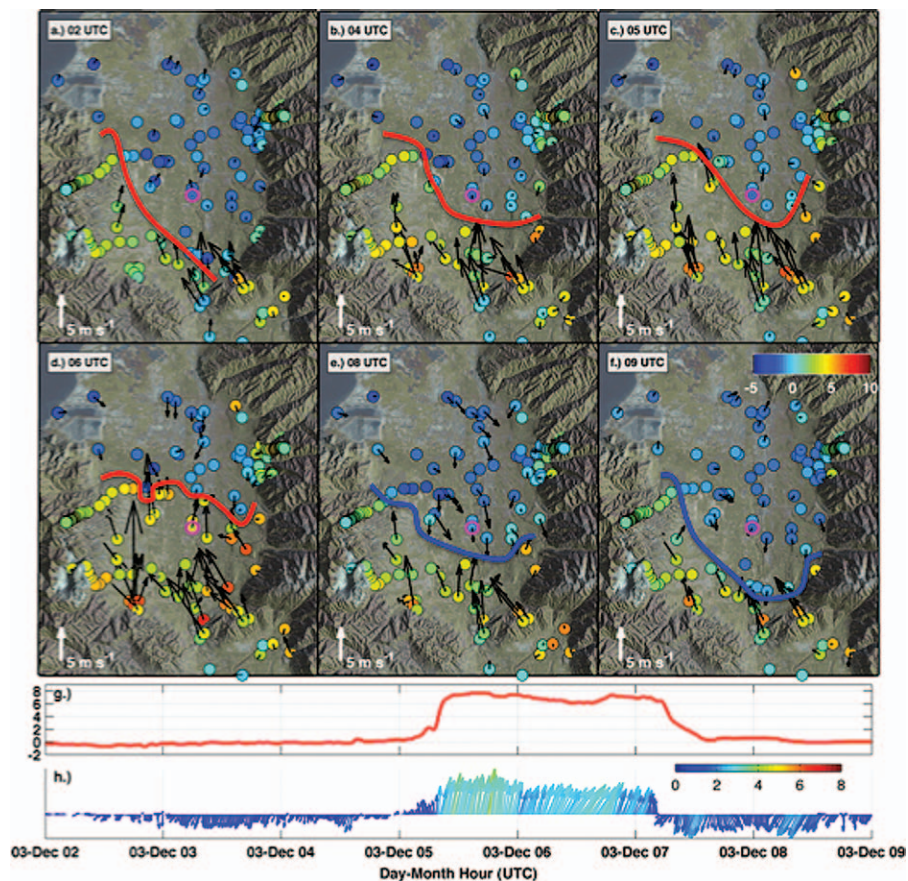 a.) 02 UTC
b.) 04 UTC
c.) 05 UTC
5 m s⁻¹
5 m s⁻¹
5 m s⁻¹
d.) 06 UTC
e.) 08 UTC
f.) 09 UTC
-5 0 5 10
5 m s⁻¹
5 m s⁻¹
5 m s⁻¹
8
g.)
6
4
2
0
-2
h.)
0 2 4 6 8
03-Dec 02 03-Dec 03 03-Dec 04 03-Dec 05 03-Dec 06 03-Dec 07 03-Dec 08 03-Dec 09
Day-Month Hour (UTC)